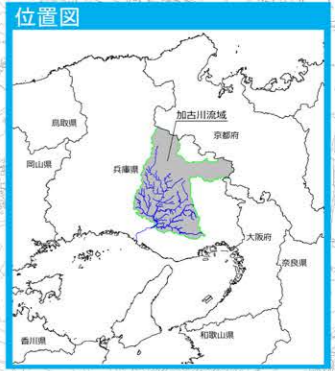 位置図
加古川流域
鳥取県
京都府
岡山県
兵庫県
大阪府
奈良県
香川県
和歌山県